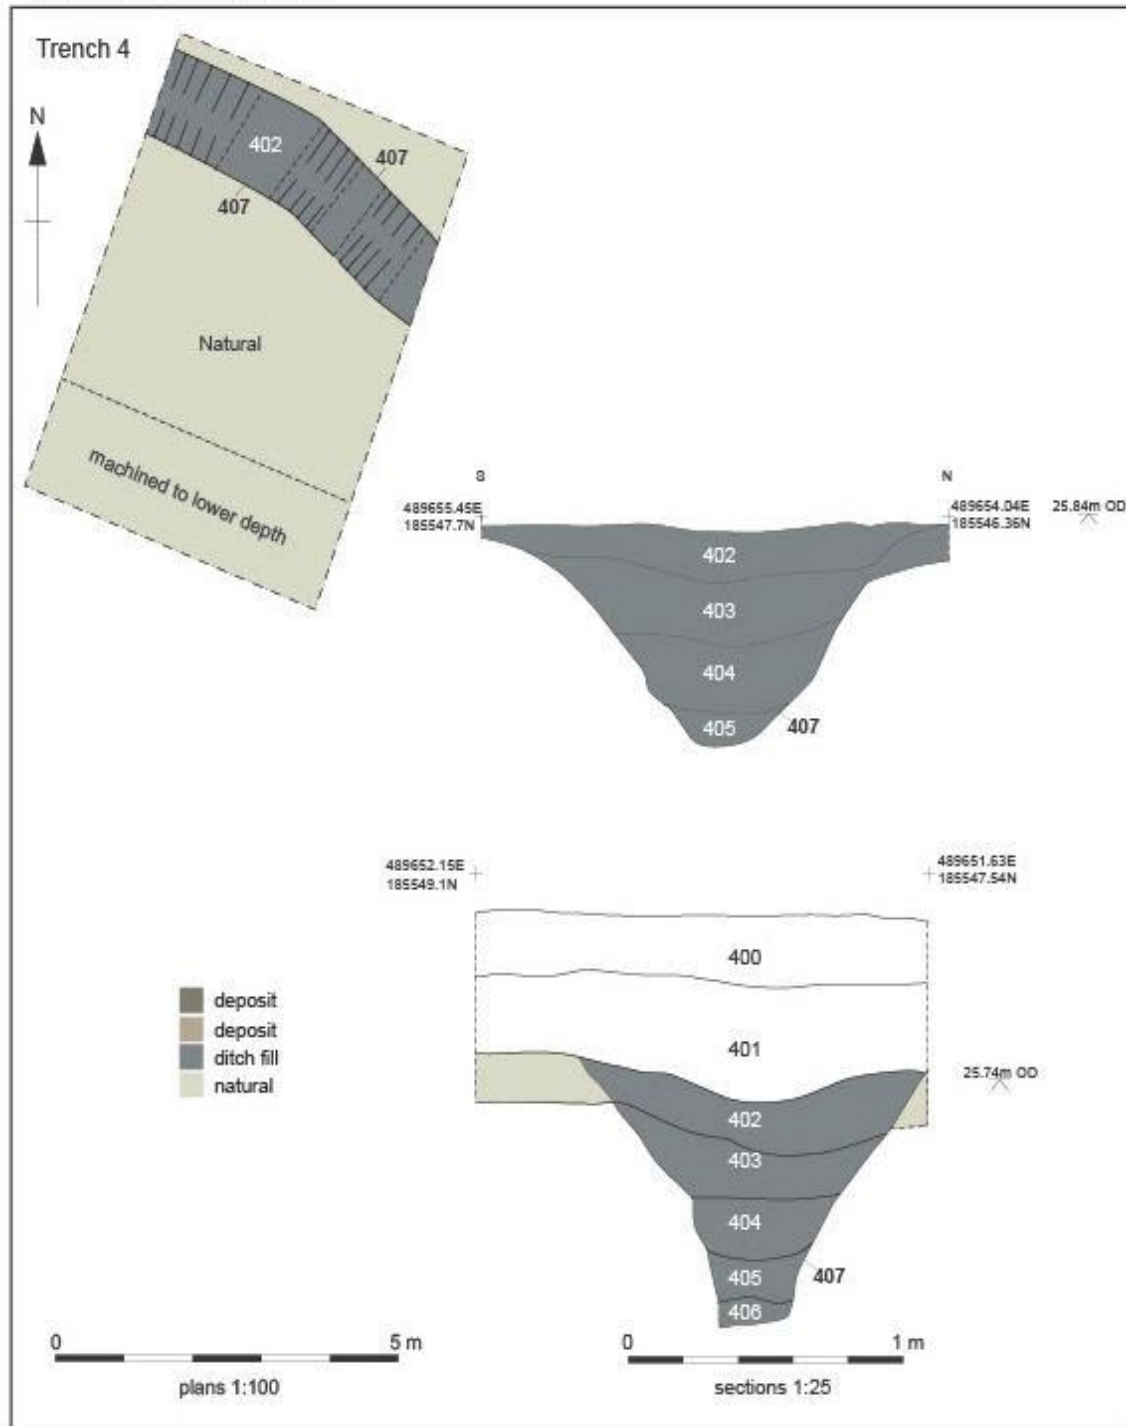 Trench 4
N
402
407
407
Natural
machined to lower depth
S
N
489655.45E
185547.7N
489654.04E
185546.36N
25.84m OD
402
403
404
405
407
489652.15E
185549.1N
489651.63E
185547.54N
400
401
25.74m OD
402
403
404
405
407
406
deposit
deposit
ditch fill
natural
0 5 m
plans 1:100
0 1 m
sections 1:25